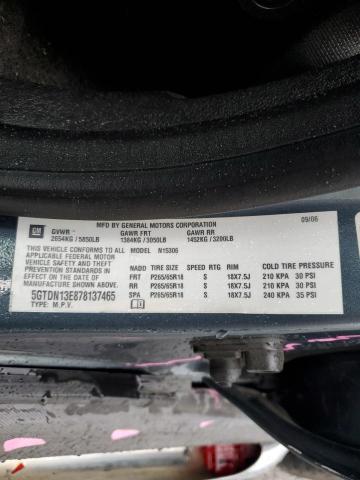 MFD BY GENERAL MOTORS CORPORATION 09/06
GM GVWR GAWR FRT GAWR RR
2654KG / 5850LB 1384KG / 3050LB 1452KG / 3200LB
THIS VEHICLE CONFORMS TO ALL N15306
APPLICABLE FEDERAL MOTOR
VEHICLE SAFETY, BUMPER, AND
THEFT PREVENTION STANDARDS
IN EFFECT ON THE DATE OF
MANUFACTURE SHOWN ABOVE.
TIRE SIZE SPEED RTG RIM COLD TIRE PRESSURE
FRT P265/65R18 S 18X7.5J 210 KPA 30 PSI
RR P265/65R18 S 18X7.5J 210 KPA 30 PSI
SPA P265/65R18 S 18X7.5J 240 KPA 35 PSI
5GTDN13E878137465
TYPE: M.P.V.